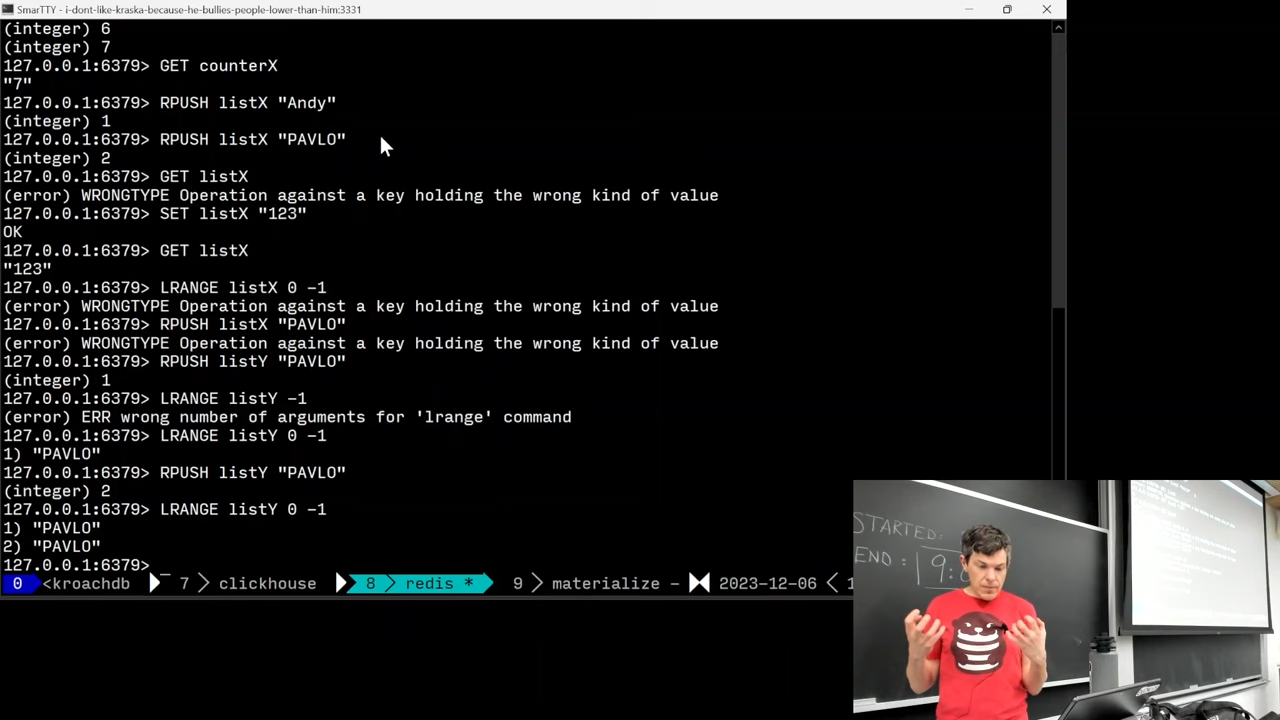 SmarTTY - i-dont-like-kraska-because-he-bullies-people-lower-than-him:3331
(integer) 6
(integer) 7
127.0.0.1:6379> GET counterX
"7"
127.0.0.1:6379> RPUSH listX "Andy"
(integer) 1
127.0.0.1:6379> RPUSH listX "PAVLO"
(integer) 2
127.0.0.1:6379> GET listX
(error) WRONGTYPE Operation against a key holding the wrong kind of value
127.0.0.1:6379> SET listX "123"
OK
127.0.0.1:6379> GET listX
"123"
127.0.0.1:6379> LRANGE listX 0 -1
(error) WRONGTYPE Operation against a key holding the wrong kind of value
127.0.0.1:6379> RPUSH listX "PAVLO"
(error) WRONGTYPE Operation against a key holding the wrong kind of value
127.0.0.1:6379> RPUSH listY "PAVLO"
(integer) 1
127.0.0.1:6379> LRANGE listY -1
(error) ERR wrong number of arguments for 'lrange' command
127.0.0.1:6379> LRANGE listY 0 -1
1) "PAVLO"
127.0.0.1:6379> RPUSH listY "PAVLO"
(integer) 2
127.0.0.1:6379> LRANGE listY 0 -1
1) "PAVLO"
2) "PAVLO"
127.0.0.1:6379>
0 <kroachdb 7 clickhouse 8 redis * 9 materialize - 2023-12-06 < 1
STARTED:
END: